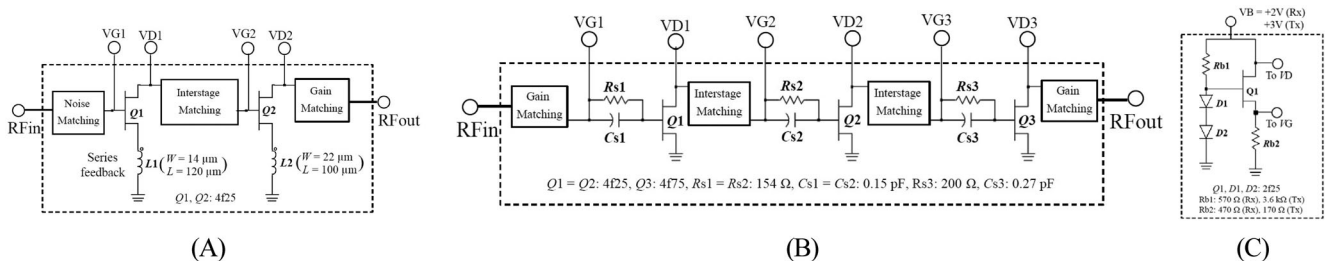 VG1 VD1 VG2 VD2
Noise Matching
Q1
Interstage Matching
Q2
Gain Matching
RFin
RFout
Series feedback
L1 (W = 14 μm L = 120 μm)
L2 (W = 22 μm L = 100 μm)
Q1, Q2: 4f25
(A)
VG1 VD1 VG2 VD2 VG3 VD3
Gain Matching
Rs1
Cs1
Q1
Interstage Matching
Rs2
Cs2
Q2
Interstage Matching
Rs3
Cs3
Q3
Gain Matching
RFin
RFout
Q1 = Q2: 4f25, Q3: 4f75, Rs1 = Rs2: 154 Ω, Cs1 = Cs2: 0.15 pF, Rs3: 200 Ω, Cs3: 0.27 pF
(B)
VB = +2V (Rx)
+3V (Tx)
Rb1
To VD
Q1
D1
To VG
D2
Rb2
Q1, D1, D2: 2f25
Rb1: 570 Ω (Rx), 3.6 kΩ (Tx)
Rb2: 470 Ω (Rx), 170 Ω (Tx)
(C)